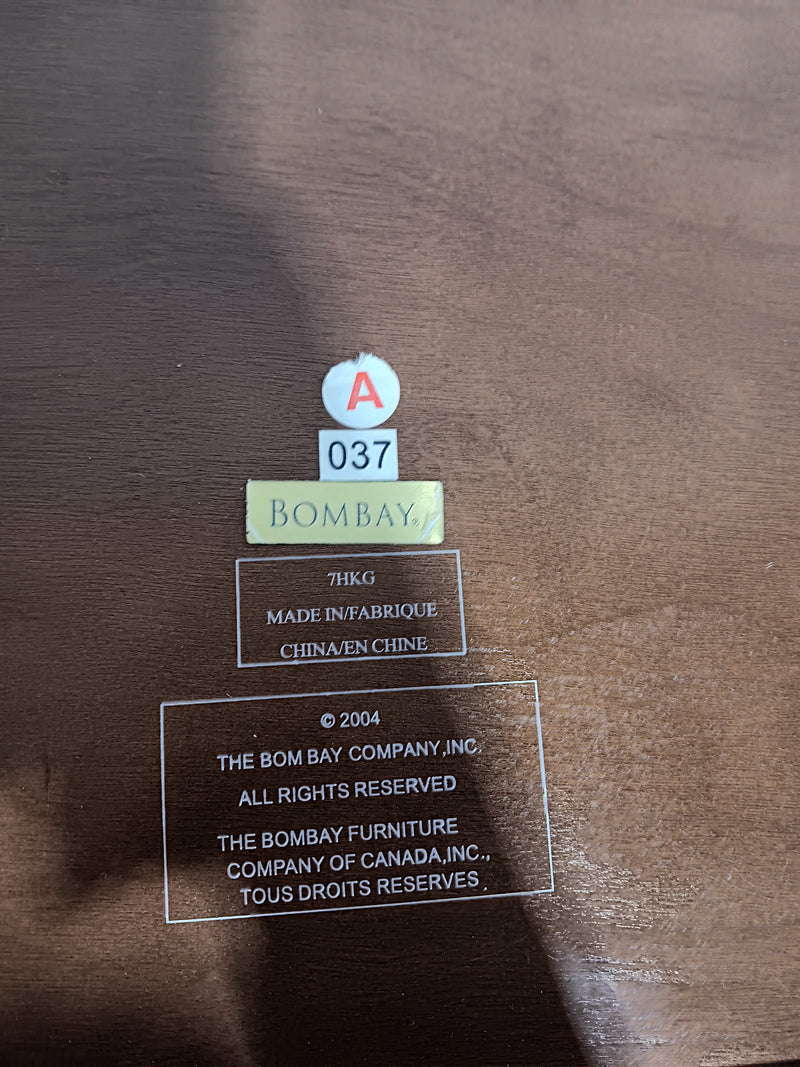 A
037
BOMBAY®
7HKG
MADE IN/FABRIQUE
CHINA/EN CHINE
© 2004
THE BOM BAY COMPANY,INC.
ALL RIGHTS RESERVED
THE BOMBAY FURNITURE
COMPANY OF CANADA,INC.,
TOUS DROITS RESERVES.